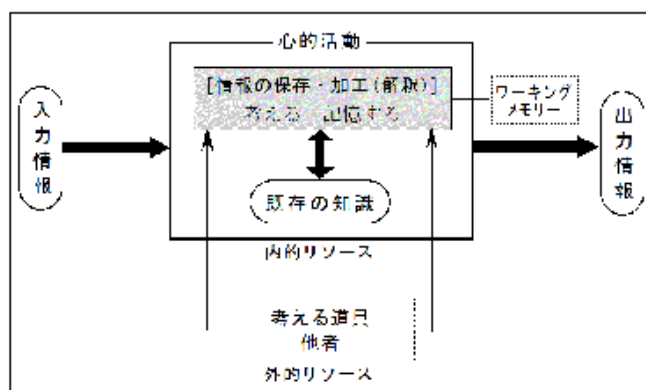 心的活動
[情報の保存・加工(解釈)]
考える 記憶する
ワーキング
メモリー
入力情報
出力情報
既存の知識
内的リソース
考える道具
他者
外的リソース